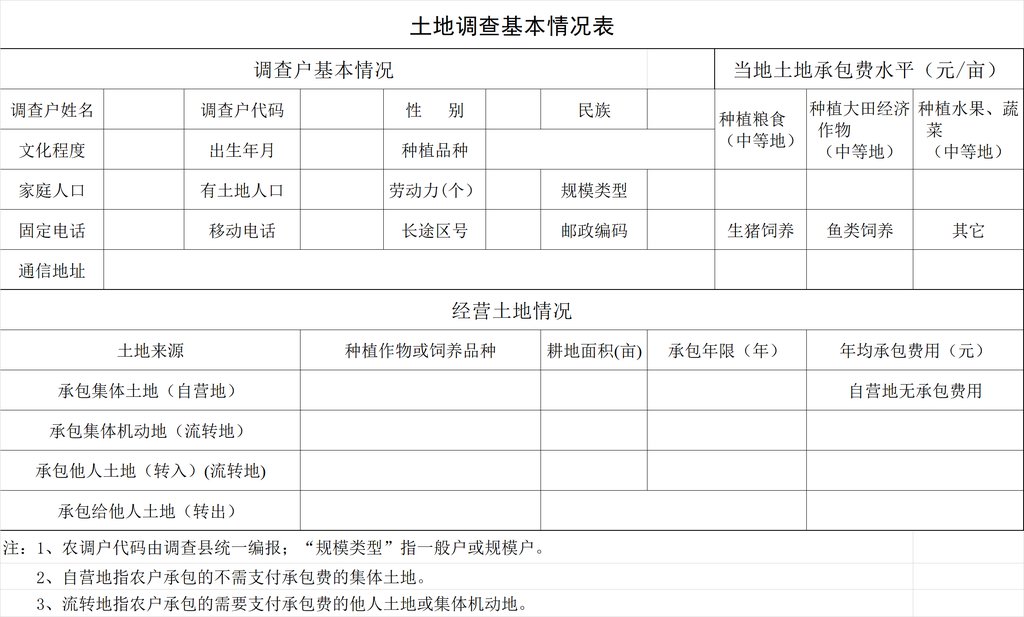 土地调查基本情况表
调查户基本情况 当地土地承包费水平（元/亩）
调查户姓名 调查户代码 性 别 民族 种植粮食（中等地） 种植大田经济作物（中等地） 种植水果、蔬菜（中等地）
文化程度 出生年月 种植品种
家庭人口 有土地人口 劳动力(个） 规模类型
固定电话 移动电话 长途区号 邮政编码 生猪饲养 鱼类饲养 其它
通信地址
经营土地情况
土地来源 种植作物或饲养品种 耕地面积(亩) 承包年限（年） 年均承包费用（元）
承包集体土地（自营地） 自营地无承包费用
承包集体机动地（流转地）
承包他人土地（转入）(流转地)
承包给他人土地（转出）
注：1、农调户代码由调查县统一编报；“规模类型”指一般户或规模户。
2、自营地指农户承包的不需支付承包费的集体土地。
3、流转地指农户承包的需要支付承包费的他人土地或集体机动地。